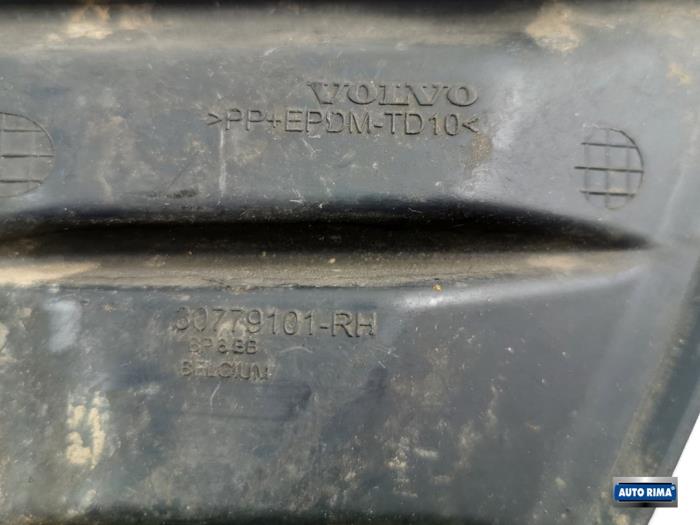 VOLVO
>PP+EPDM-TD10<
30779101-RH
BELGIUM
AUTO RIMA